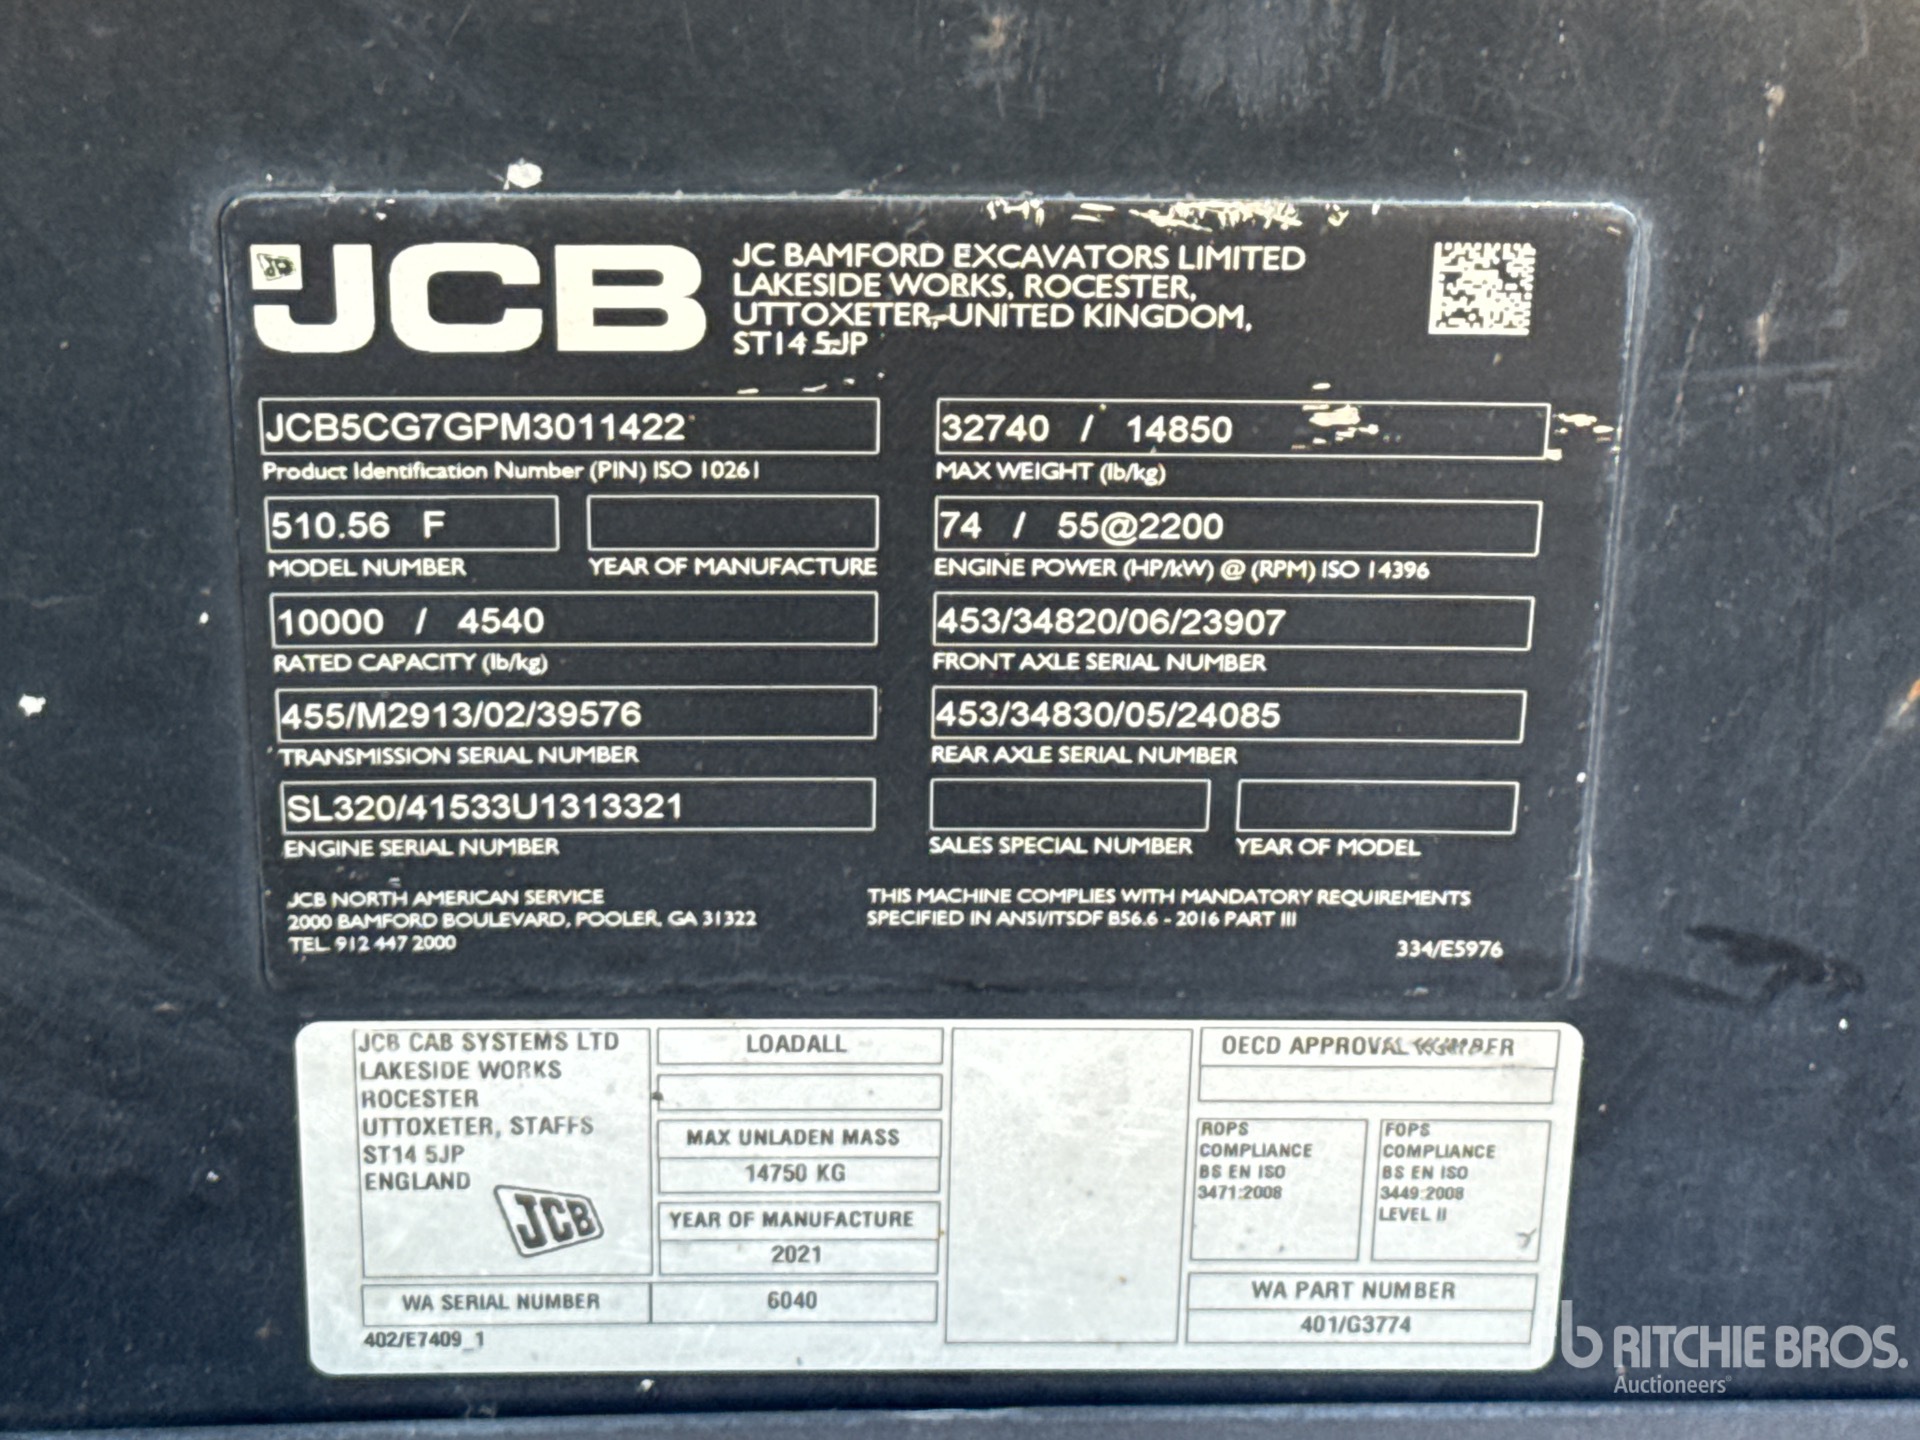 JCB
JC BAMFORD EXCAVATORS LIMITED
LAKESIDE WORKS, ROCESTER,
UTTOXETER, UNITED KINGDOM,
ST14 5JP
JCB5CG7GPM3011422
Product Identification Number (PIN) ISO 10261
32740 / 14850
MAX WEIGHT (lb/kg)
510.56 F
MODEL NUMBER
YEAR OF MANUFACTURE
74 / 55@2200
ENGINE POWER (HP/kW) @ (RPM) ISO 14396
10000 / 4540
RATED CAPACITY (lb/kg)
453/34820/06/23907
FRONT AXLE SERIAL NUMBER
455/M2913/02/39576
TRANSMISSION SERIAL NUMBER
453/34830/05/24085
REAR AXLE SERIAL NUMBER
SL320/41533U1313321
ENGINE SERIAL NUMBER
SALES SPECIAL NUMBER
YEAR OF MODEL
JCB NORTH AMERICAN SERVICE
2000 BAMFORD BOULEVARD, POOLER, GA 31322
TEL 912 447 2000
THIS MACHINE COMPLIES WITH MANDATORY REQUIREMENTS
SPECIFIED IN ANSI/ITSDF B56.6 - 2016 PART III
334/E5976
JCB CAB SYSTEMS LTD
LAKESIDE WORKS
ROCESTER
UTTOXETER, STAFFS
ST14 5JP
ENGLAND
JCB
WA SERIAL NUMBER
402/E7409_1
LOADALL
MAX UNLADEN MASS
14750 KG
YEAR OF MANUFACTURE
2021
6040
OECD APPROVAL NUMBER
ROPS
COMPLIANCE
BS EN ISO
3471:2008
FOPS
COMPLIANCE
BS EN ISO
3449:2008
LEVEL II
WA PART NUMBER
401/G3774
RITCHIE BROS.
Auctioneers